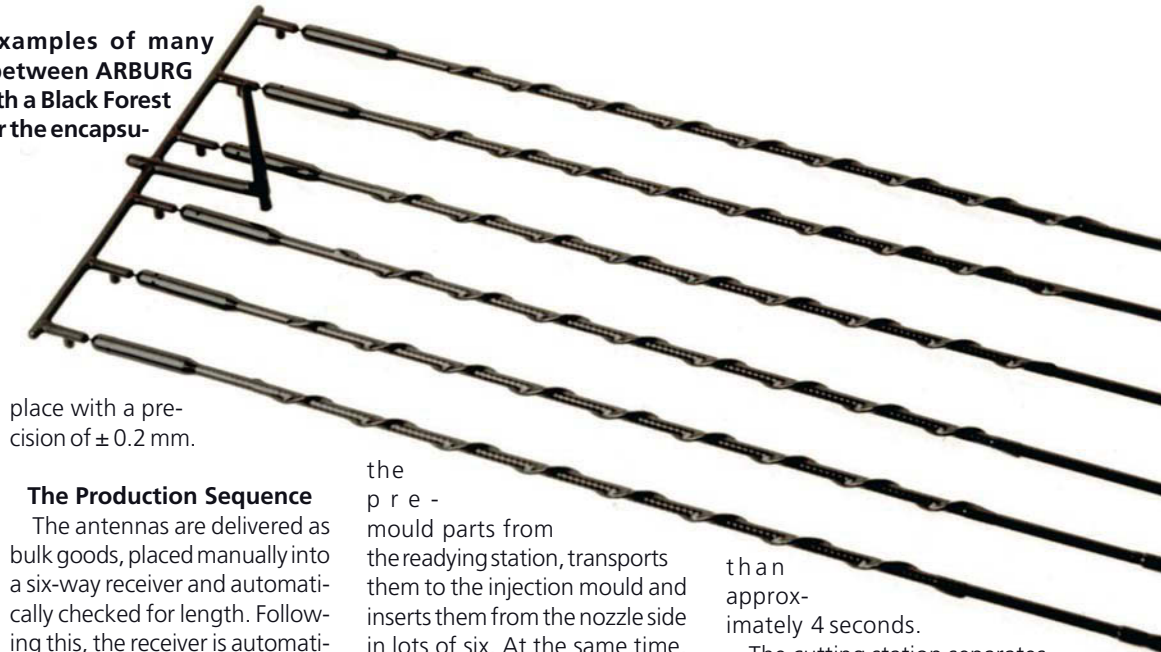 xamples of many
between ARBURG
th a Black Forest
r the encapsu-
place with a pre-
cision of ± 0.2 mm.
The Production Sequence
The antennas are delivered as
bulk goods, placed manually into
a six-way receiver and automati-
cally checked for length. Follow-
ing this, the receiver is automati-
the
pre-
mould parts from
the readying station, transports
them to the injection mould and
inserts them from the nozzle side
in lots of six. At the same time
than
approx-
imately 4 seconds.
The cutting station separates